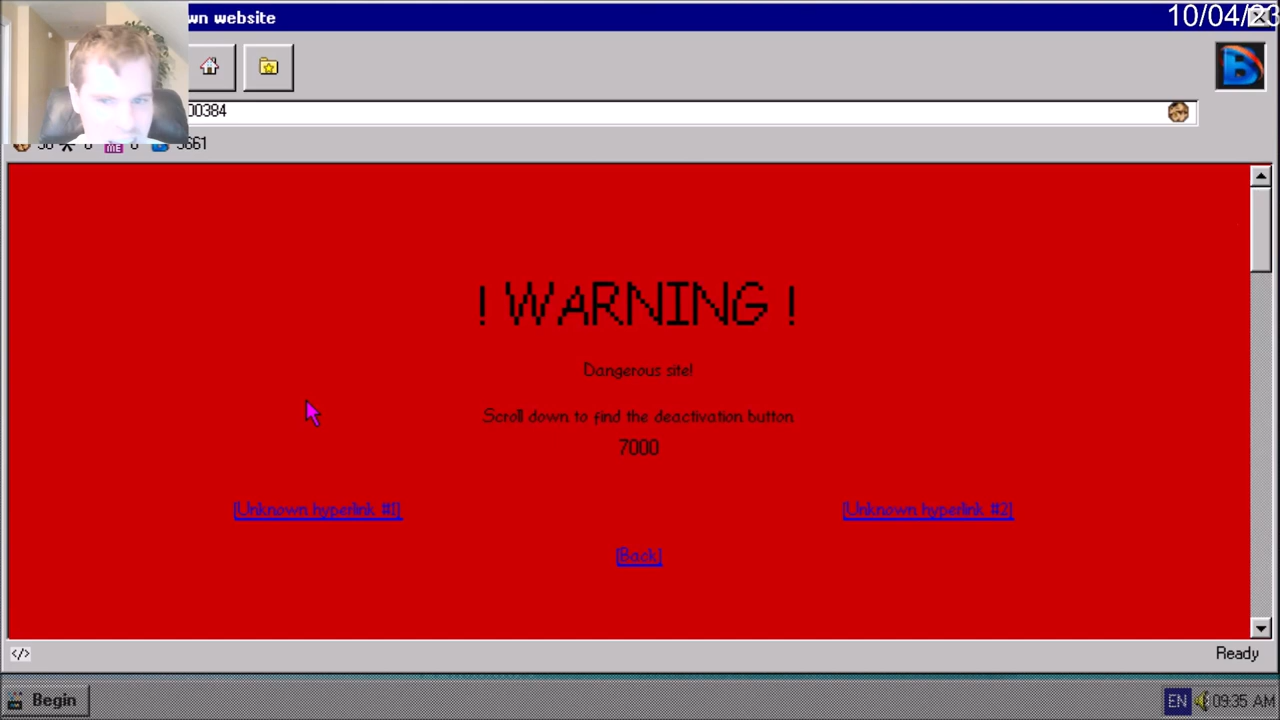 wn website
10/04/23
00384
5661
! WARNING !
Dangerous site!
Scroll down to find the deactivation button
7000
[Unknown hyperlink #1]
[Unknown hyperlink #2]
[Back]
</>
Ready
Begin
EN
09:35 AM